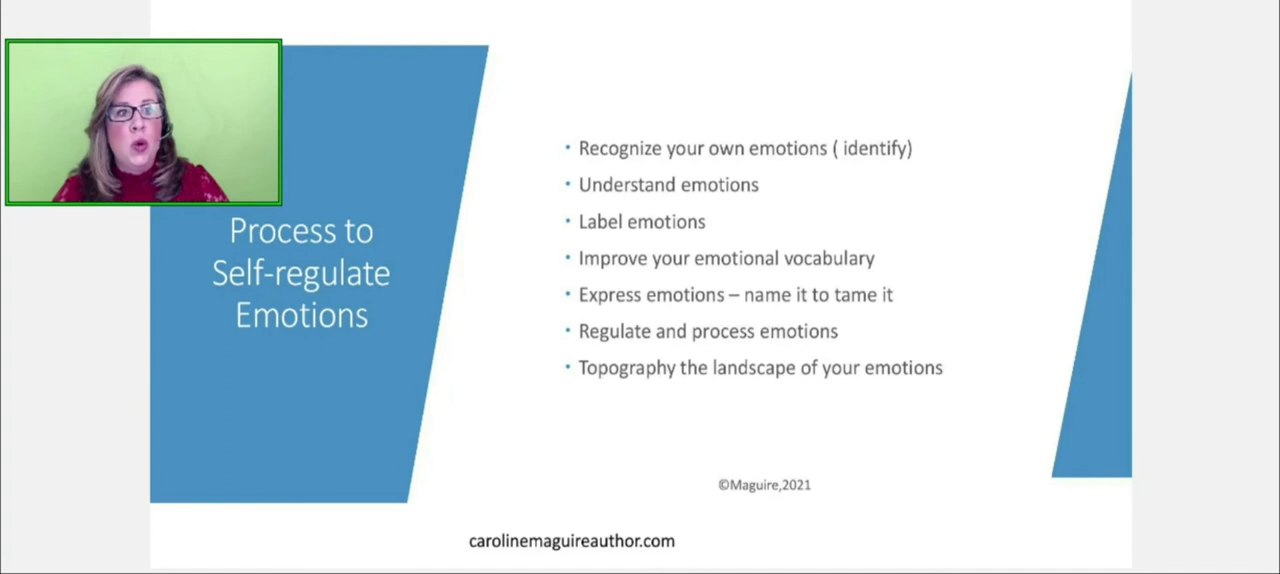 Process to
Self-regulate
Emotions
• Recognize your own emotions ( identify)
• Understand emotions
• Label emotions
• Improve your emotional vocabulary
• Express emotions – name it to tame it
• Regulate and process emotions
• Topography the landscape of your emotions
©Maguire,2021
carolinemaguireauthor.com